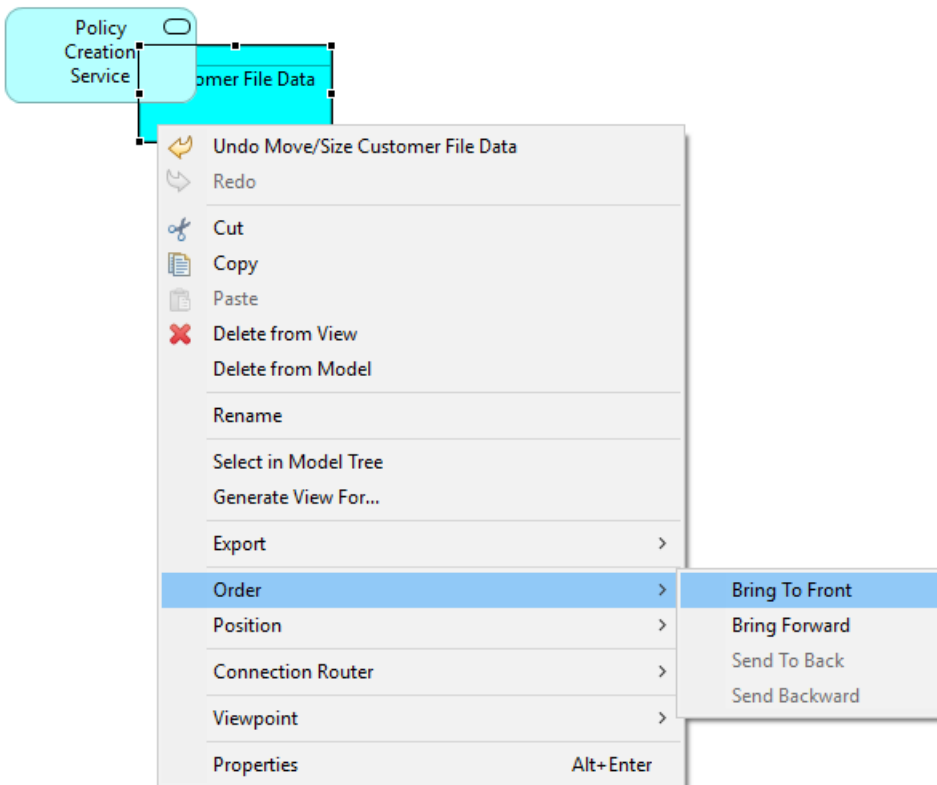 Policy
Creation
Service
omer File Data
Undo Move/Size Customer File Data
Redo
Cut
Copy
Paste
Delete from View
Delete from Model
Rename
Select in Model Tree
Generate View For...
Export
Order
Bring To Front
Position
Bring Forward
Send To Back
Connection Router
Send Backward
Viewpoint
Properties Alt+Enter